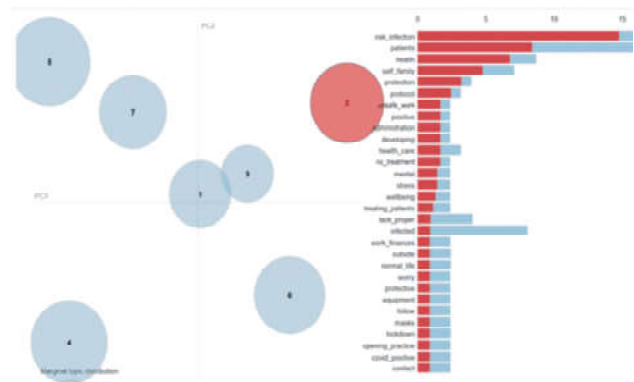 PC2
PC1
8
7
2
5
1
6
4
Marginal topic distribution
0 5 10 15
risk_infection
patients
self_family
protection
protocol
positive
Administration
developing
health_care
no_treatment
mental
stress
wellbeing
treating_patients
lack_proper
infected
work_finances
outside
normal_life
worry
protective
equipment
follow
masks
lockdown
opening_practice
covid_positive
contact